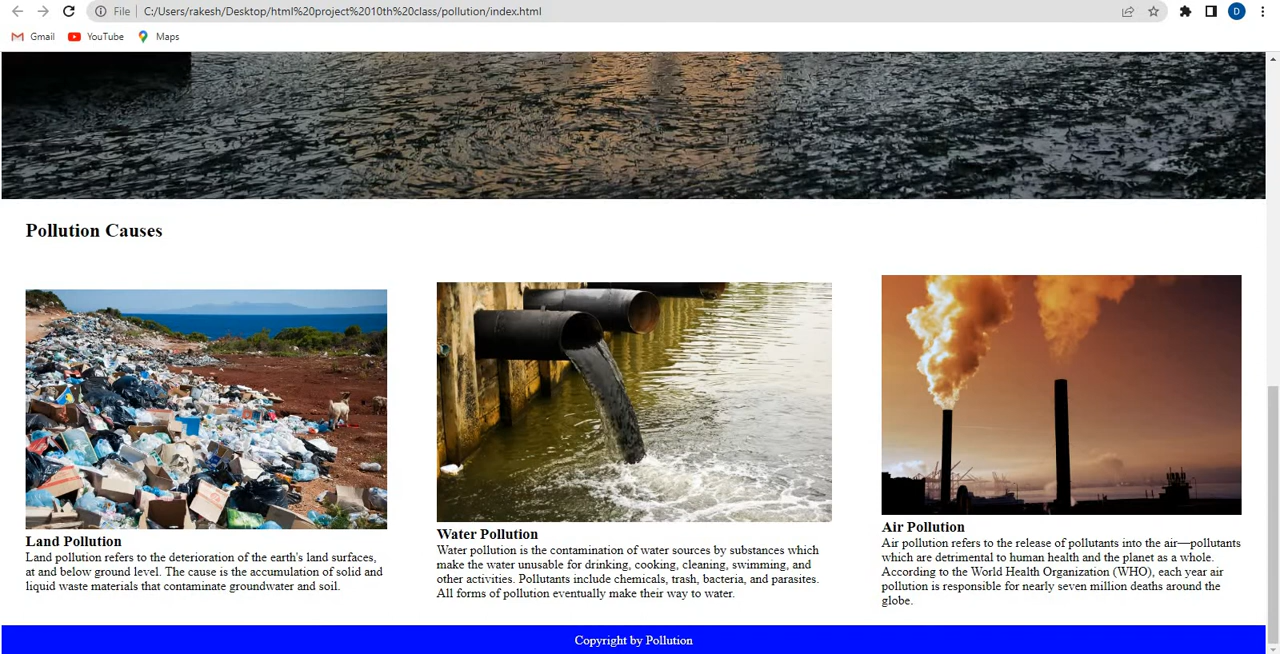 File
C:/Users/rakesh/Desktop/html%20project%2010th%20class/pollution/index.html
D
Gmail
YouTube
Maps
Pollution Causes
Land Pollution
Land pollution refers to the deterioration of the earth's land surfaces,
at and below ground level. The cause is the accumulation of solid and
liquid waste materials that contaminate groundwater and soil.
Water Pollution
Water pollution is the contamination of water sources by substances which
make the water unusable for drinking, cooking, cleaning, swimming, and
other activities. Pollutants include chemicals, trash, bacteria, and parasites.
All forms of pollution eventually make their way to water.
Air Pollution
Air pollution refers to the release of pollutants into the air—pollutants
which are detrimental to human health and the planet as a whole.
According to the World Health Organization (WHO), each year air
pollution is responsible for nearly seven million deaths around the
globe.
Copyright by Pollution